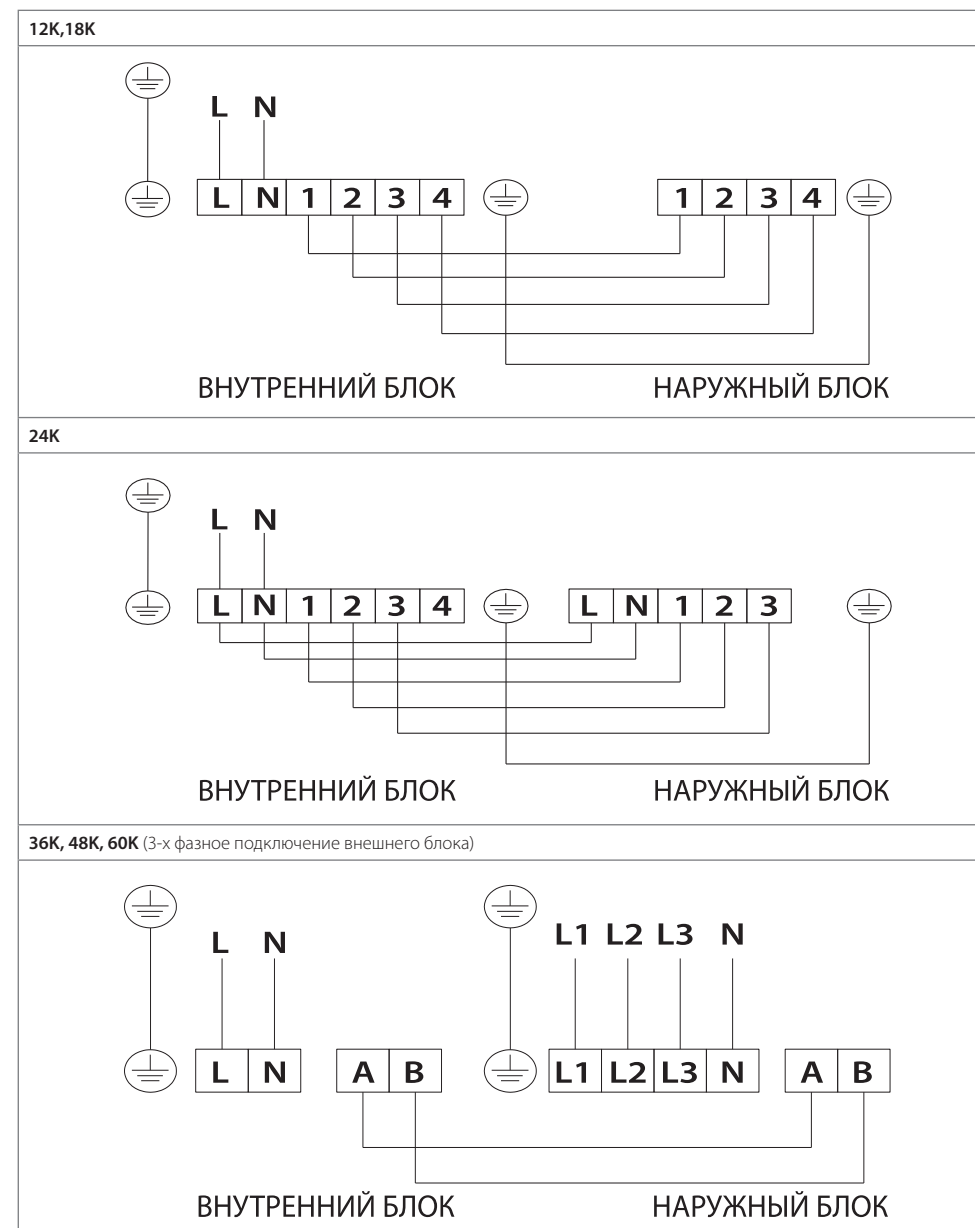 12K,18K
L N
L N 1 2 3 4 1 2 3 4
ВНУТРЕННИЙ БЛОК НАРУЖНЫЙ БЛОК
24K
L N
L N 1 2 3 4 L N 1 2 3
ВНУТРЕННИЙ БЛОК НАРУЖНЫЙ БЛОК
36K, 48K, 60K (3-х фазное подключение внешнего блока)
L N L1 L2 L3 N
L N A B L1 L2 L3 N A B
ВНУТРЕННИЙ БЛОК НАРУЖНЫЙ БЛОК